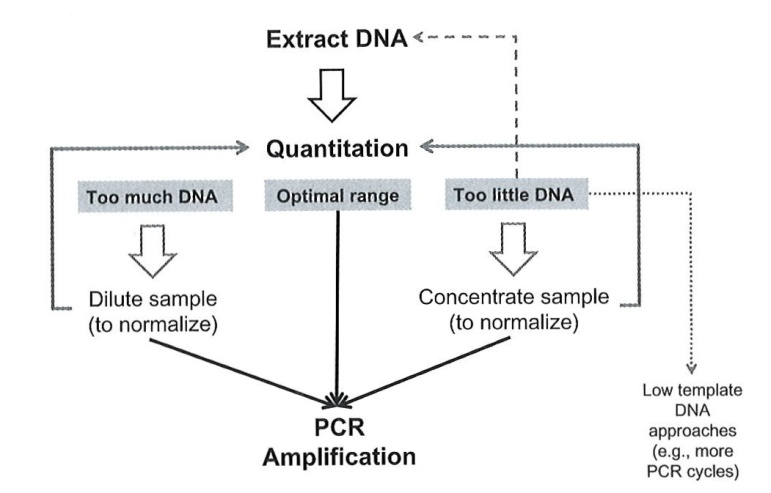 Extract DNA
Quantitation
Too much DNA
Optimal range
Too little DNA
Dilute sample
(to normalize)
Concentrate sample
(to normalize)
Low template
DNA
approaches
(e.g., more
PCR cycles)
PCR
Amplification